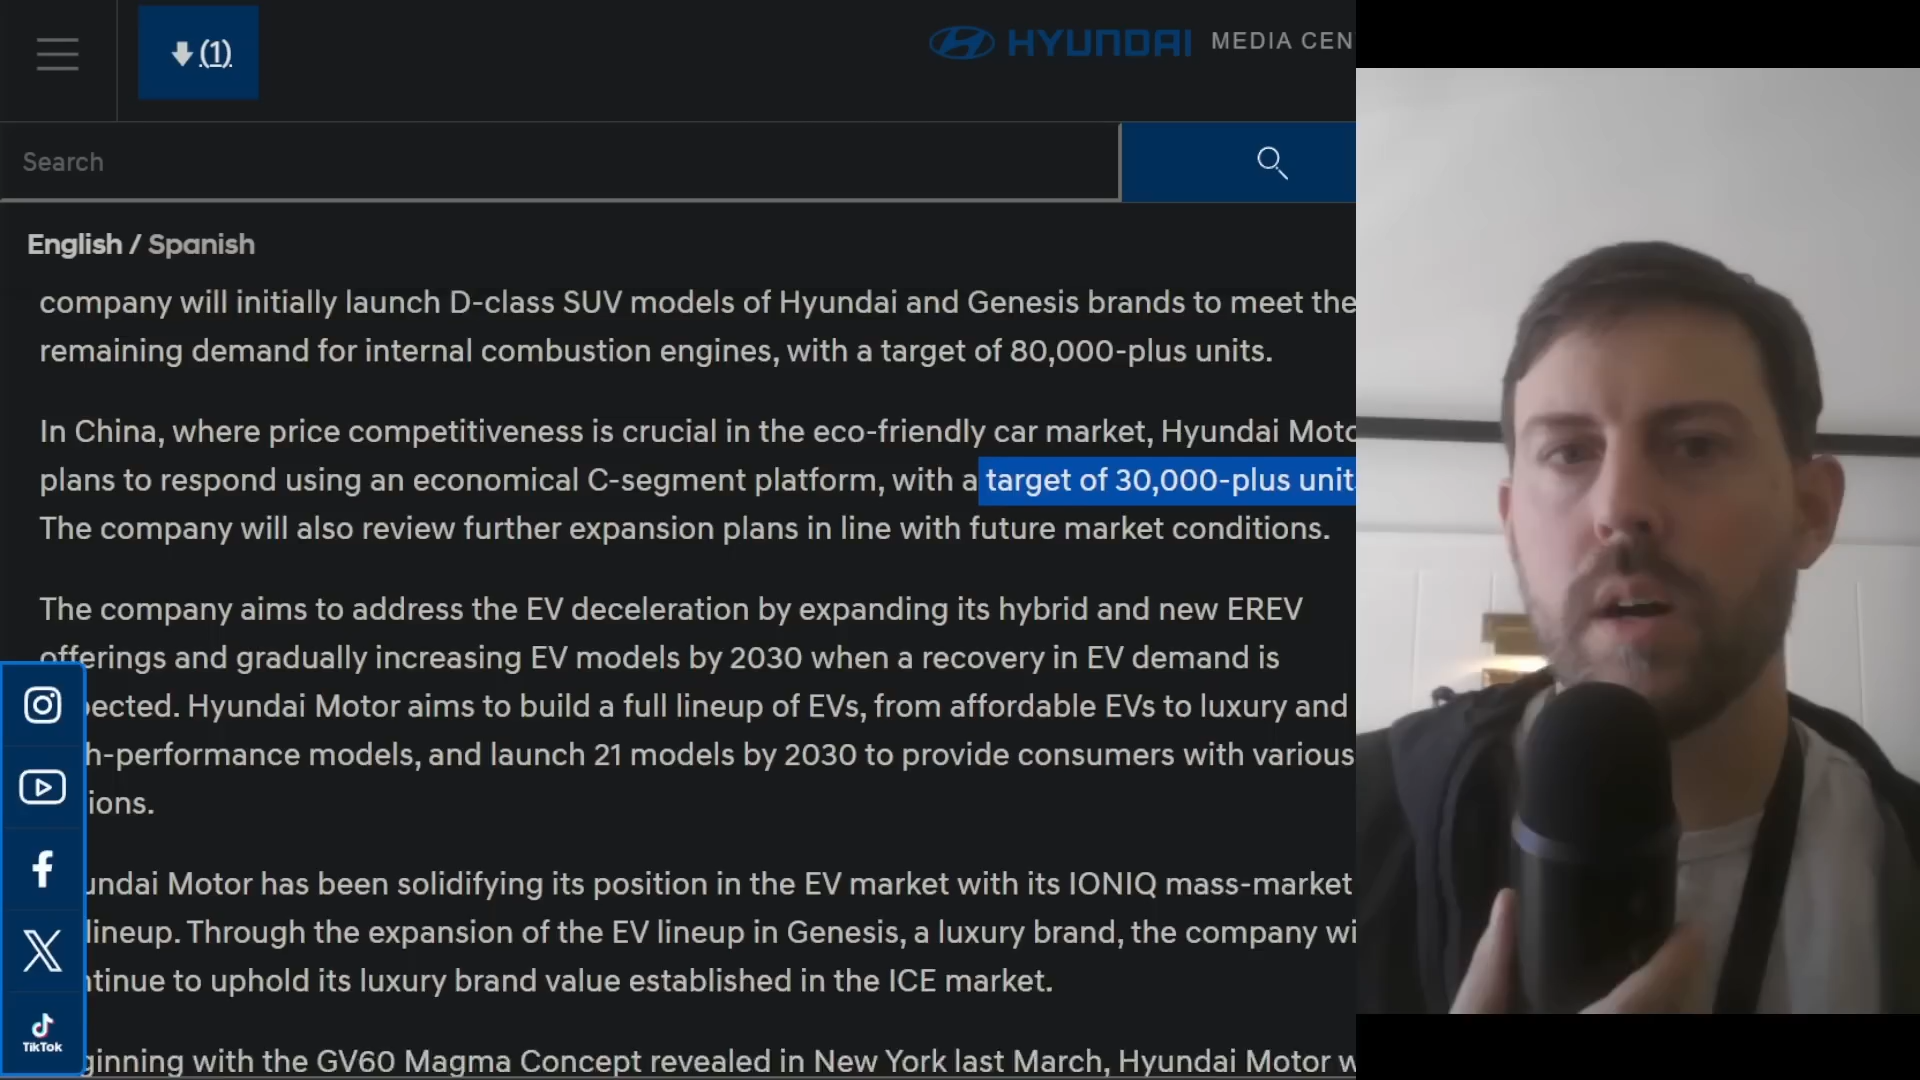 (1)
HYUNDAI MEDIA CEN
Search
English / Spanish
company will initially launch D-class SUV models of Hyundai and Genesis brands to meet the
remaining demand for internal combustion engines, with a target of 80,000-plus units.
In China, where price competitiveness is crucial in the eco-friendly car market, Hyundai Moto
plans to respond using an economical C-segment platform, with a target of 30,000-plus unit
The company will also review further expansion plans in line with future market conditions.
The company aims to address the EV deceleration by expanding its hybrid and new EREV
offerings and gradually increasing EV models by 2030 when a recovery in EV demand is
pected. Hyundai Motor aims to build a full lineup of EVs, from affordable EVs to luxury and
h-performance models, and launch 21 models by 2030 to provide consumers with various
ions.
undai Motor has been solidifying its position in the EV market with its IONIQ mass-market
lineup. Through the expansion of the EV lineup in Genesis, a luxury brand, the company wi
tinue to uphold its luxury brand value established in the ICE market.
TikTok
ginning with the GV60 Magma Concept revealed in New York last March, Hyundai Motor w